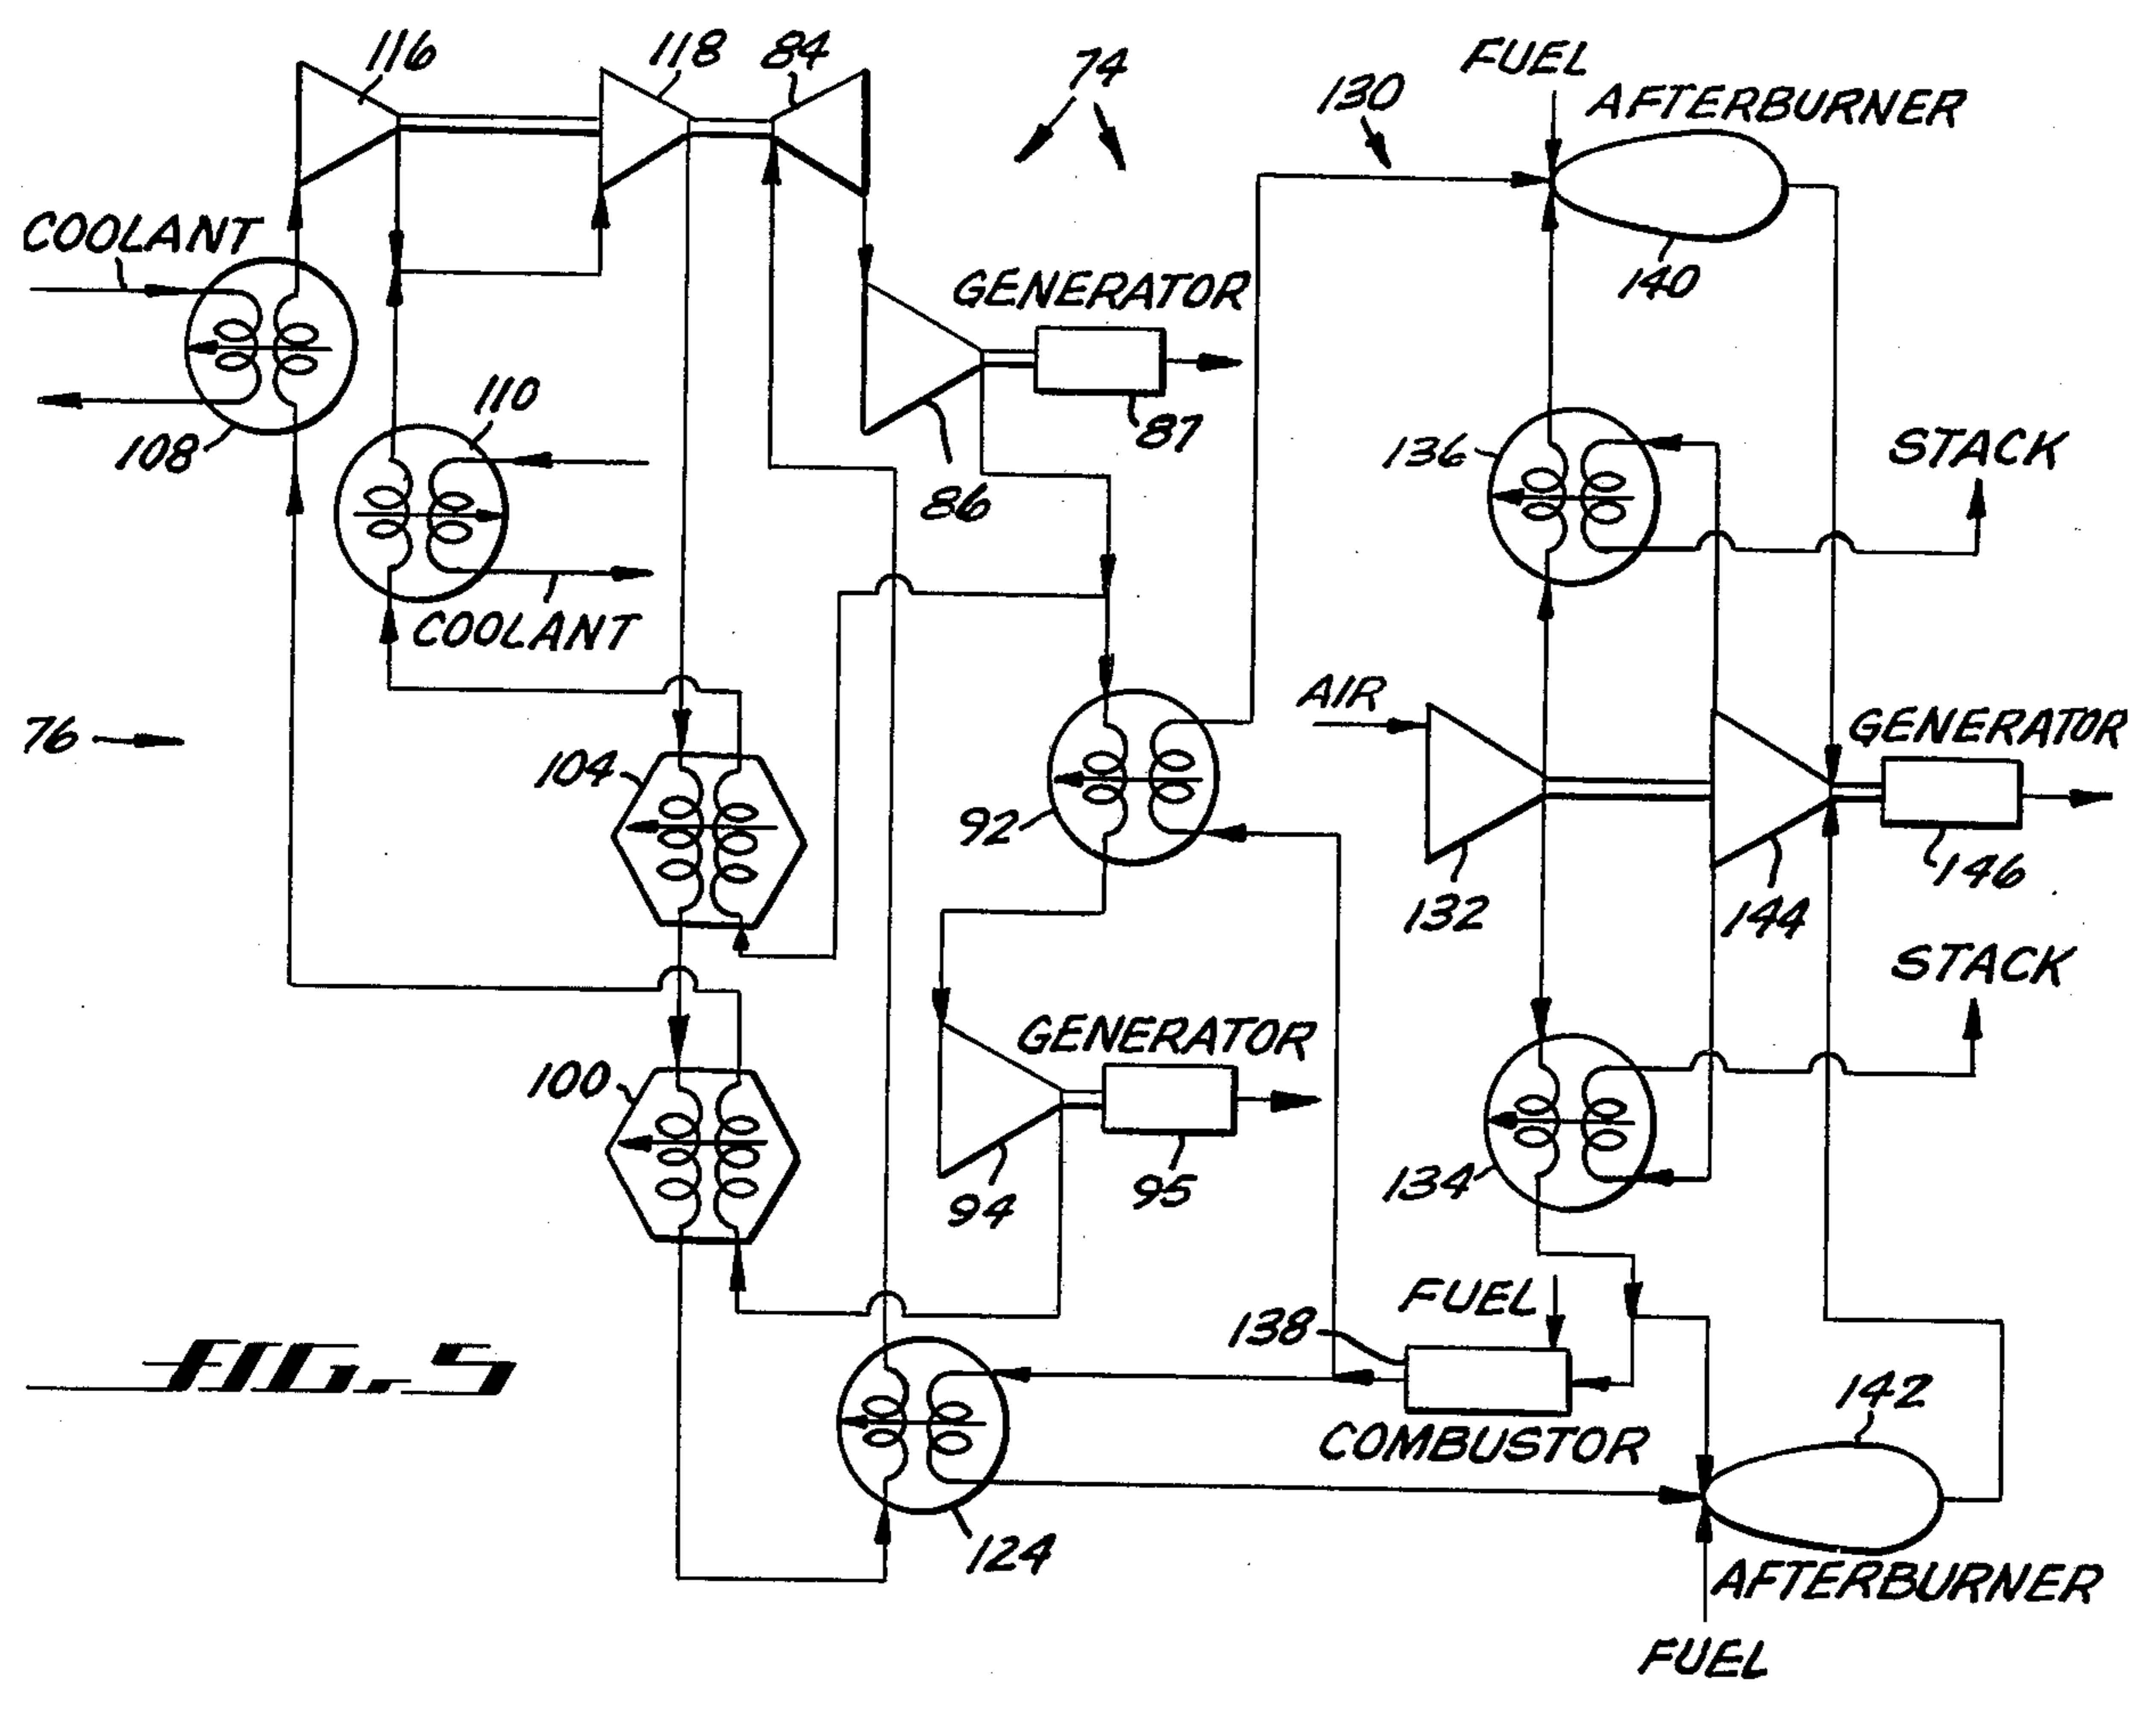 116
118
84
74
FUEL
AFTERBURNER
130
COOLANT
140
GENERATOR
108
110
87
86
136
STACK
COOLANT
AIR
76
104
92
GENERATOR
132
144
146
STACK
GENERATOR
100
94
95
134
FUEL
138
FIG. 5
COMBUSTOR
142
124
AFTERBURNER
FUEL